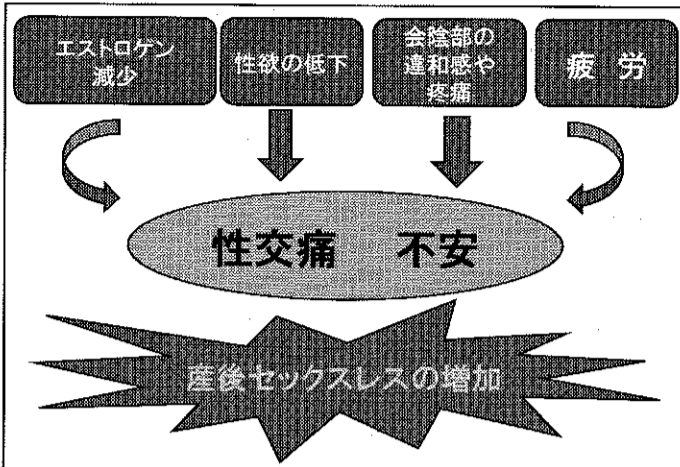 エストロゲン
減少
性欲の低下
会陰部の
違和感や
疼痛
疲 労
性交痛 不安
産後セックスレスの増加